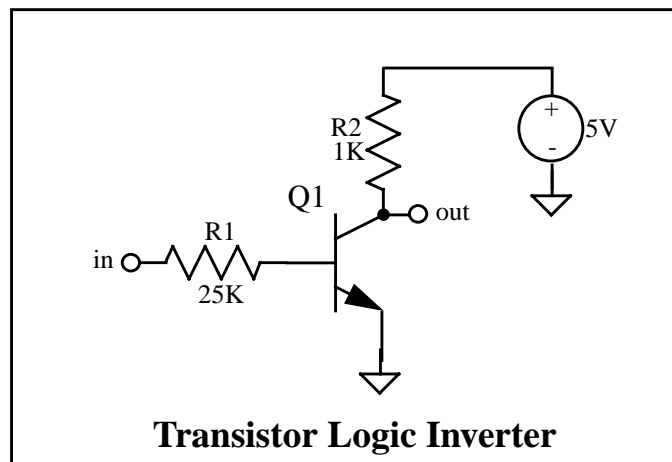 R2
1K
+
-
5V
Q1
out
R1
in
25K
Transistor Logic Inverter